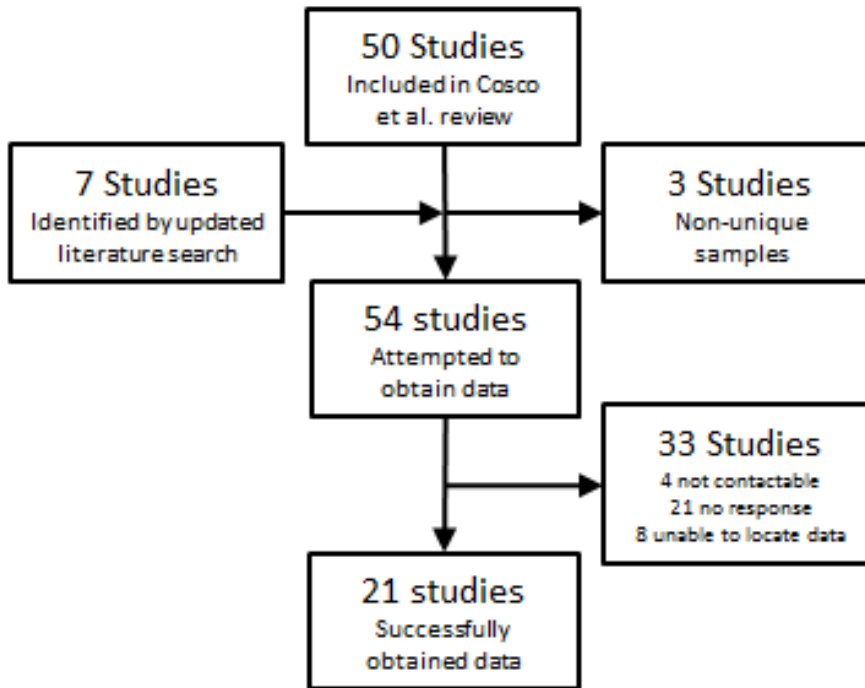 50 Studies
Included in Cosco
et al. review
7 Studies
Identified by updated
literature search
3 Studies
Non-unique
samples
54 studies
Attempted to
obtain data
33 Studies
4 not contactable
21 no response
8 unable to locate data
21 studies
Successfully
obtained data